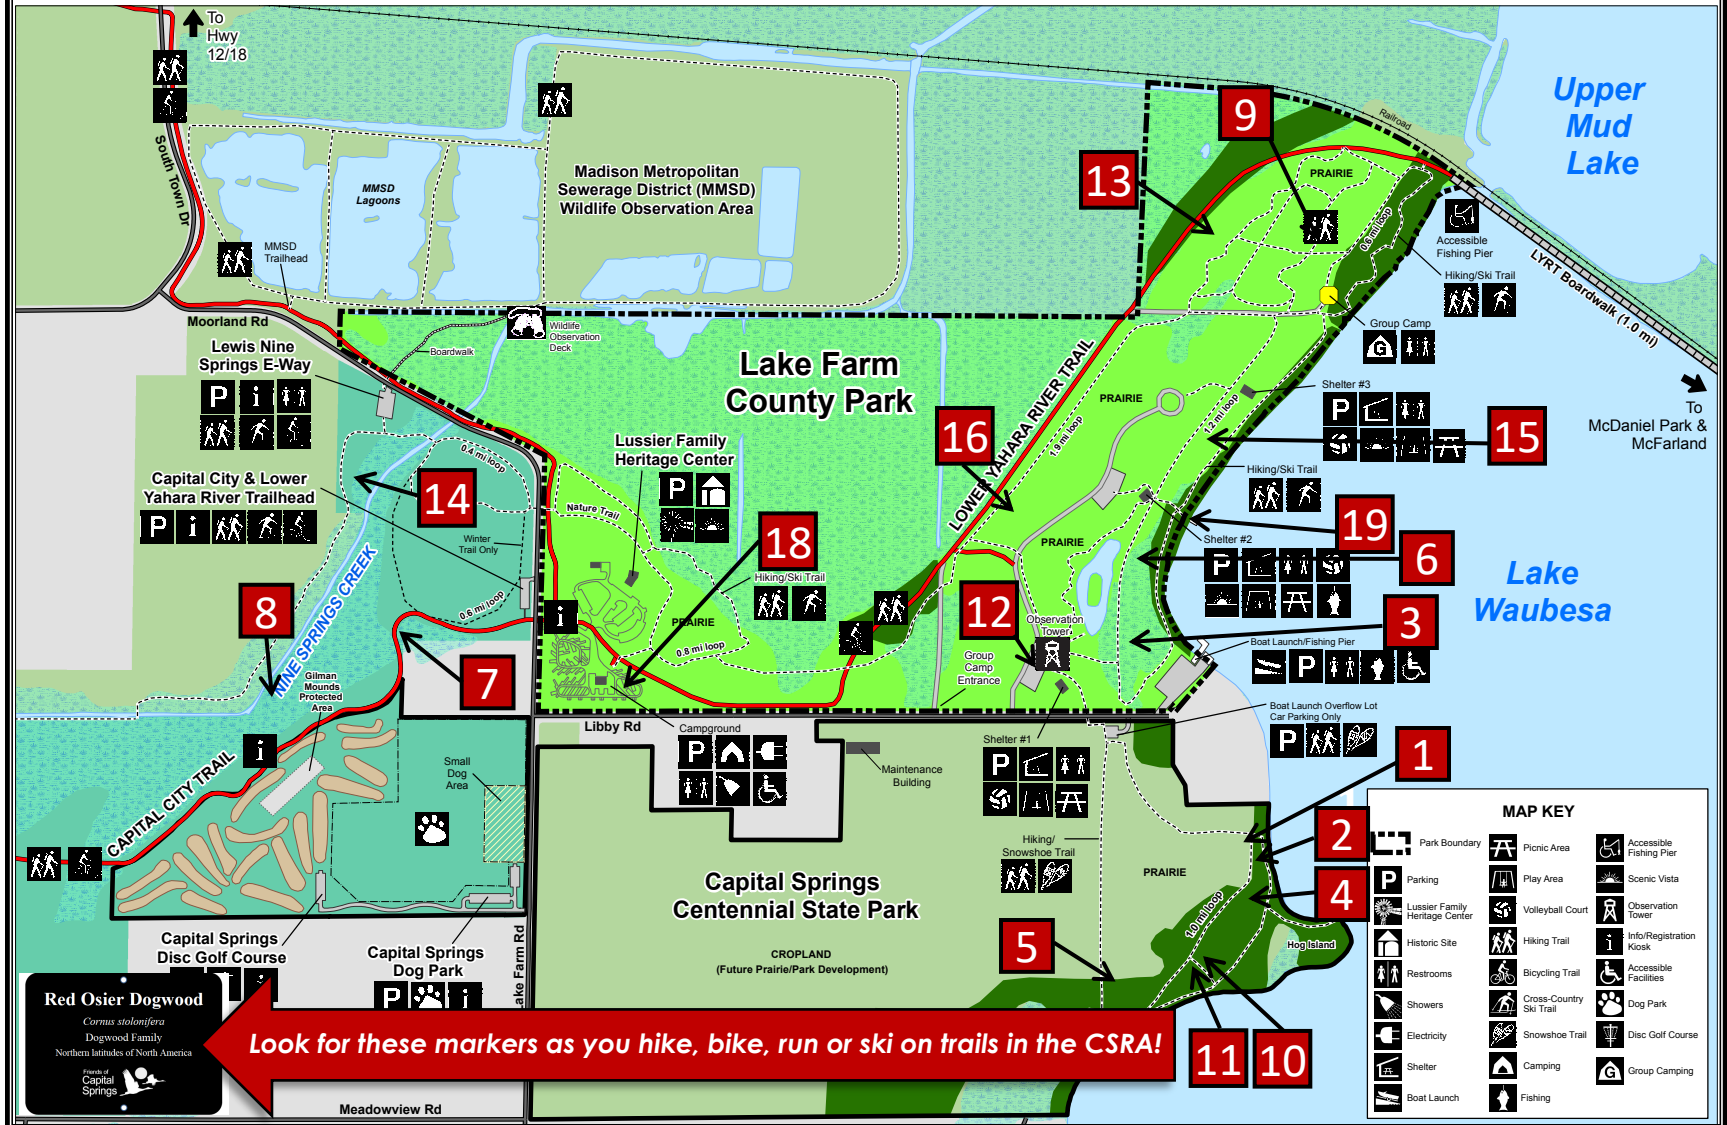 To
Hwy
12/18
South Town Dr
MMSD
Lagoons
Madison Metropolitan
Sewerage District (MMSD)
Wildlife Observation Area
MMSD
Trailhead
Moorland Rd
Lewis Nine
Springs E-Way
P i
Boardwalk
Wildlife
Observation
Deck
Capital City & Lower
Yahara River Trailhead
P i
14
0.4 mi loop
Winter
Trail Only
0.6 mi loop
NINE SPRINGS CREEK
8
7
Gilman
Mounds
Protected
Area
i
CAPITAL CITY TRAIL
Small
Dog
Area
Capital Springs
Disc Golf Course
i
Capital Springs
Dog Park
P i
Lake Farm Rd
Meadowview Rd
Lake Farm
County Park
Lussier Family
Heritage Center
P
Nature Trail
18
Hiking/Ski Trail
i
PRAIRIE
0.8 mi loop
Libby Rd
Campground
P
Maintenance
Building
Group
Camp
Entrance
LOWER YAHARA RIVER TRAIL
16
12
Observation
Tower
13
9
PRAIRIE
0.6 mi loop
Railroad
Upper
Mud
Lake
Accessible
Fishing Pier
Hiking/Ski Trail
LYRT Boardwalk (1.0 mi)
To
McDaniel Park &
McFarland
Group Camp
G
Shelter #3
P
15
PRAIRIE
1.9 mi loop
1.2 mi loop
Hiking/Ski Trail
19
Shelter #2
P
6
PRAIRIE
Lake
Waubesa
3
Boat Launch/Fishing Pier
P
Boat Launch Overflow Lot
Car Parking Only
P
Shelter #1
P
Hiking/
Snowshoe Trail
1
2
4
5
11
10
PRAIRIE
1.0 mi loop
Hog Island
Capital Springs
Centennial State Park
CROPLAND
(Future Prairie/Park Development)
Red Osier Dogwood
Cornus stolonifera
Dogwood Family
Northern latitudes of North America
Friends of
Capital
Springs
Look for these markers as you hike, bike, run or ski on trails in the CSRA!
MAP KEY
Park Boundary
P Parking
Lussier Family
Heritage Center
Historic Site
Restrooms
Showers
Electricity
Shelter
Boat Launch
Picnic Area
Play Area
Volleyball Court
Hiking Trail
Bicycling Trail
Cross-Country
Ski Trail
Snowshoe Trail
Camping
Fishing
Accessible
Fishing Pier
Scenic Vista
Observation
Tower
i Info/Registration
Kiosk
Accessible
Facilities
Dog Park
Disc Golf Course
G Group Camping